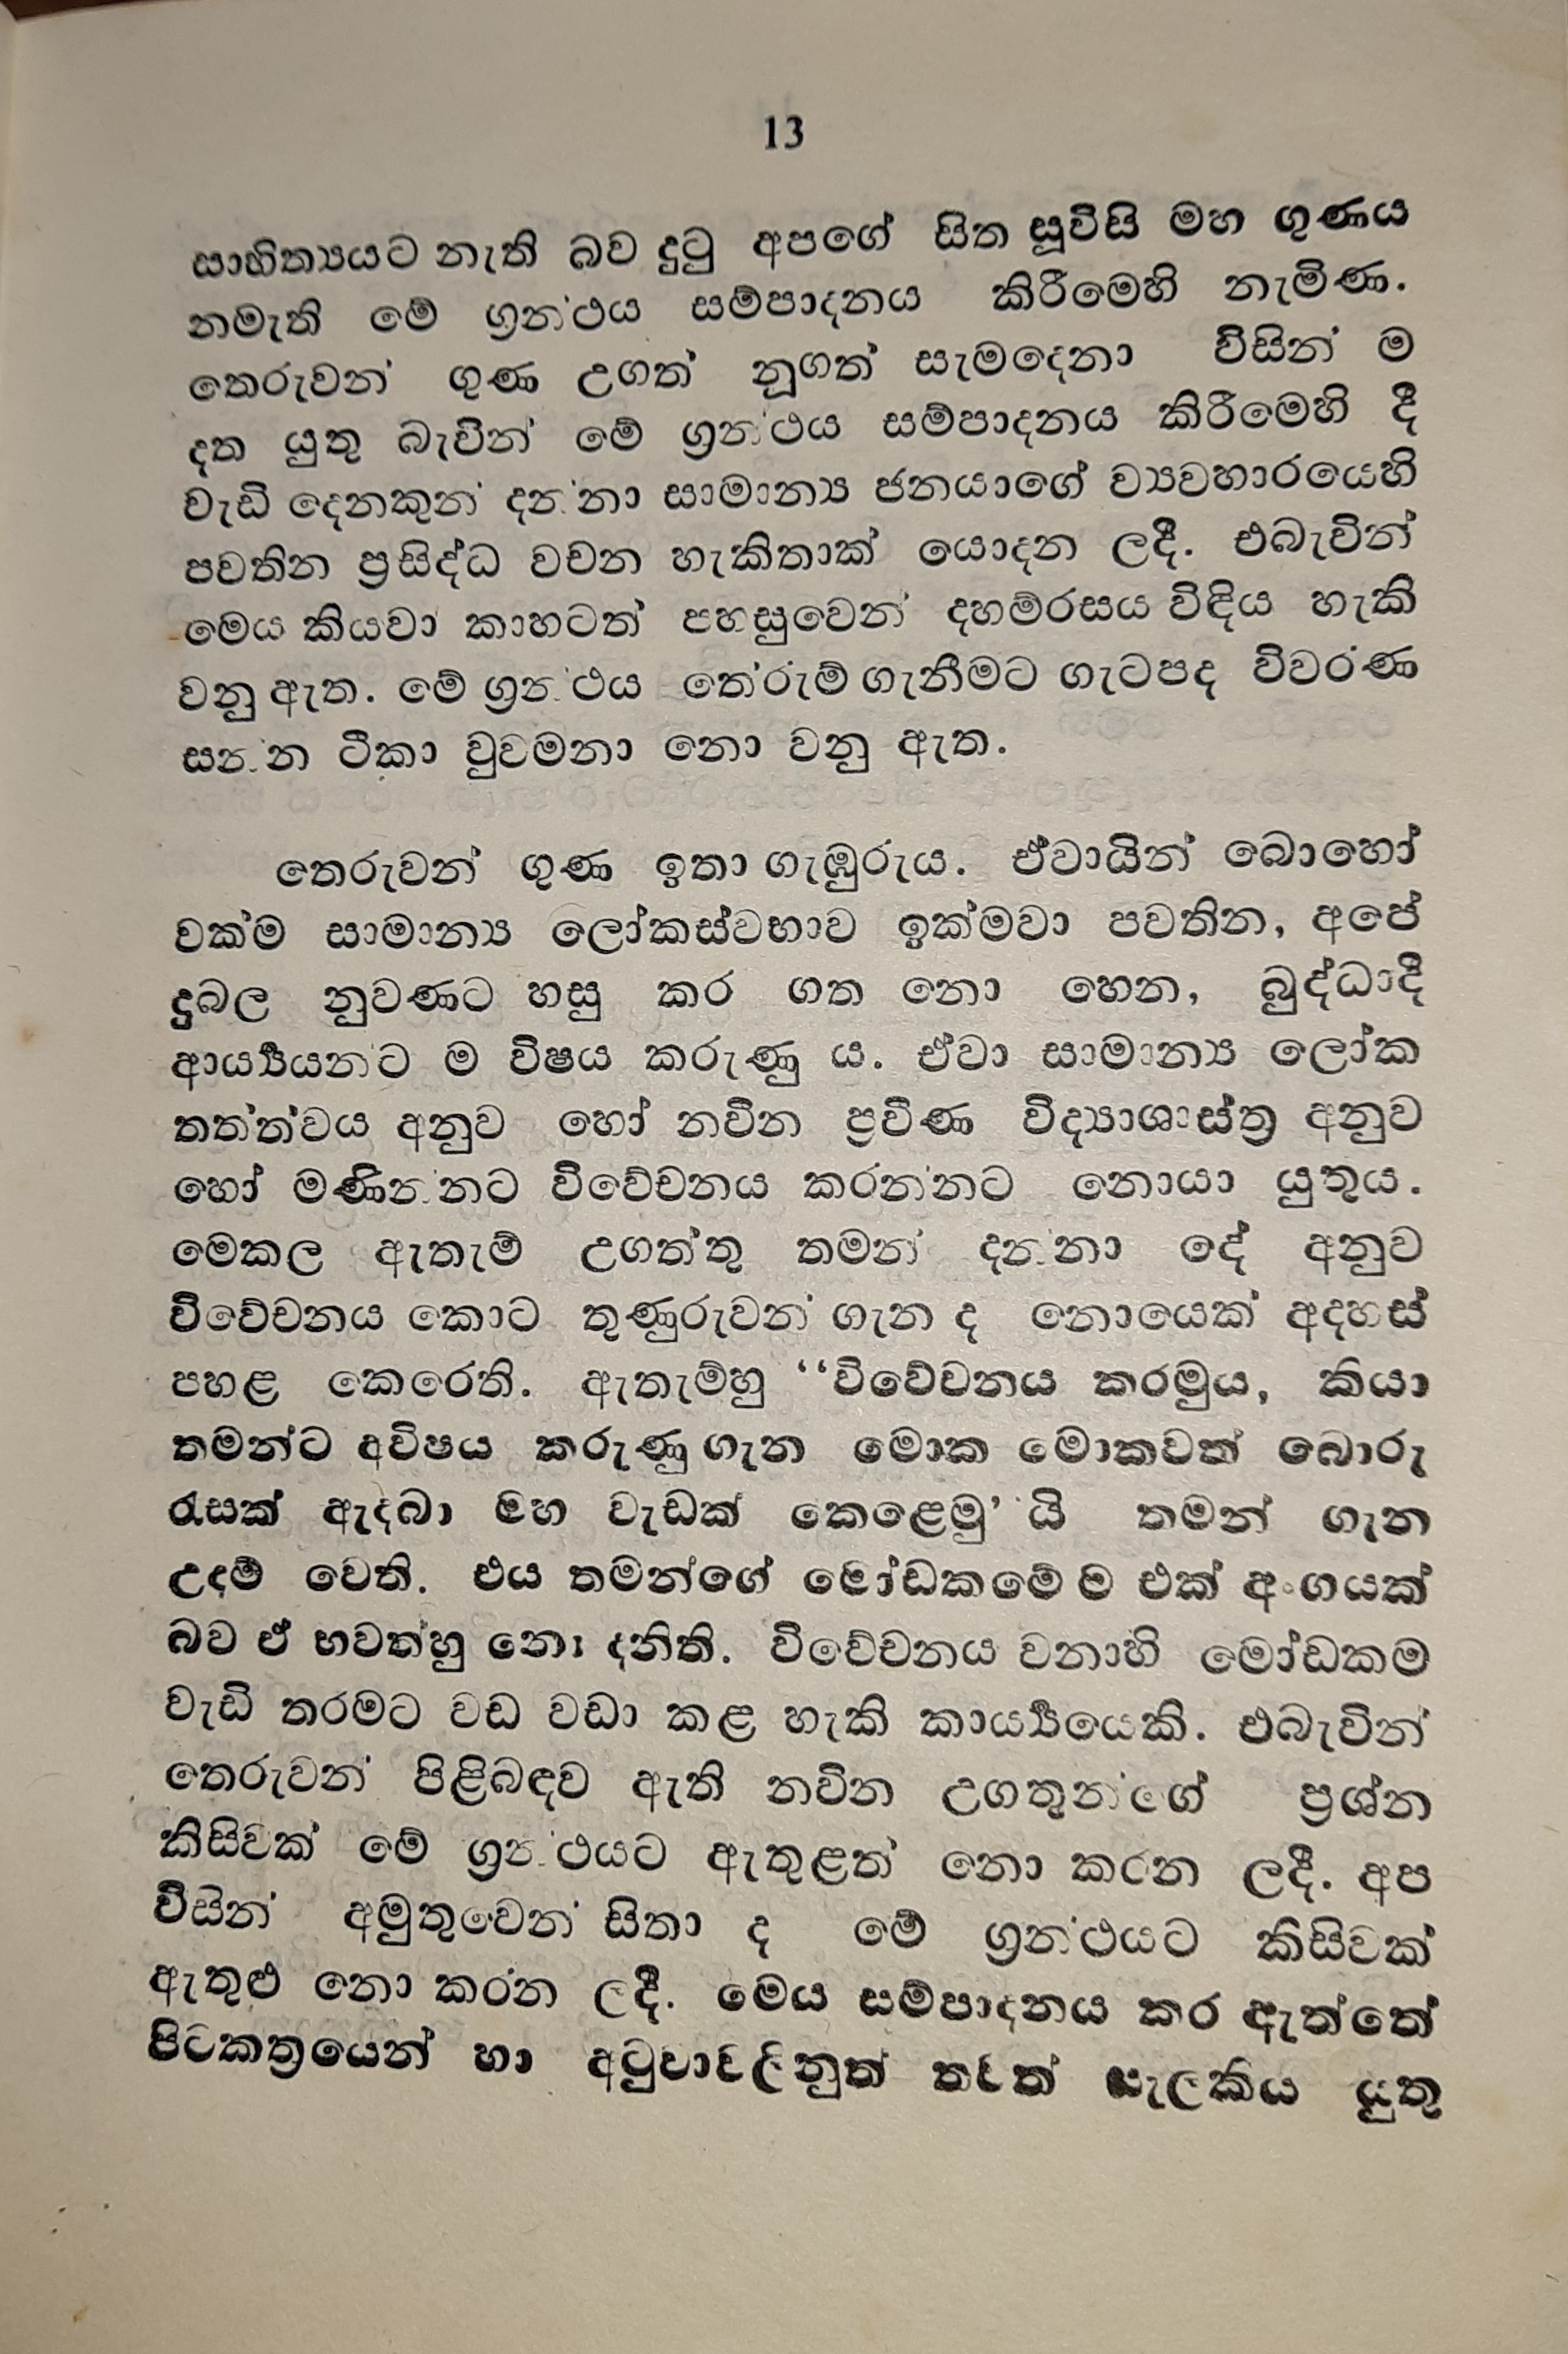 13
සාහිත්‍යයට නැති බව දුටු අපගේ සිත සූවිසි මහ ගුණය
නමැති මේ ග්‍රන්ථය සම්පාදනය කිරීමෙහි නැමිණ.
තෙරුවන් ගුණ උගත් නූගත් සැමදෙනා විසින් ම
දත යුතු බැවින් මේ ග්‍රන්ථය සම්පාදනය කිරීමෙහි දී
වැඩි දෙනකුන් දන්නා සාමාන්‍ය ජනයාගේ ව්‍යවහාරයෙහි
පවතින ප්‍රසිද්ධ වචන හැකිතාක් යොදන ලදී. එබැවින්
මෙය කියවා කාහටත් පහසුවෙන් දහම්රසය විඳිය හැකි
වනු ඇත. මේ ග්‍රන්ථය තේරුම් ගැනීමට ගැටපද විවරණ
සන්න ටීකා වුවමනා නො වනු ඇත.
තෙරුවන් ගුණ ඉතා ගැඹුරුය. ඒවායින් බොහෝ
වක්ම සාමාන්‍ය ලෝකස්වභාව ඉක්මවා පවතින, අපේ
දුබල නුවණට හසු කර ගත නො හෙන, බුද්ධාදී
ආර්‍ය්‍යයන්ට ම විෂය කරුණු ය. ඒවා සාමාන්‍ය ලෝක
තත්ත්වය අනුව හෝ නවීන ප්‍රවීණ විද්‍යාශාස්ත්‍ර අනුව
හෝ මණින්නට විවේචනය කරන්නට නොයා යුතුය.
මෙකල ඇතැම් උගත්තු තමන් දන්නා දේ අනුව
විවේචනය කොට තුණුරුවන් ගැන ද නොයෙක් අදහස්
පහළ කෙරෙති. ඇතැම්හු “විවේචනය කරමුය, කියා
තමන්ට අවිෂය කරුණු ගැන මොක මොකවත් බොරු
රැසක් ඇදබා මහ වැඩක් කෙළෙමු’ යි තමන් ගැන
උදම් වෙති. එය තමන්ගේ මෝඩකමේ ම එක් අංගයක්
බව ඒ භවත්හු නො දනිති. විවේචනය වනාහි මෝඩකම
වැඩි තරමට වඩ වඩා කළ හැකි කාර්‍ය්‍යයෙකි. එබැවින්
තෙරුවන් පිළිබඳව ඇති නවීන උගතුන්ගේ ප්‍රශ්න
කිසිවක් මේ ග්‍රන්ථයට ඇතුළත් නො කරන ලදී. අප
විසින් අමුතුවෙන් සිතා ද මේ ග්‍රන්ථයට කිසිවක්
ඇතුළු නො කරන ලදී. මෙය සම්පාදනය කර ඇත්තේ
පිටකත්‍රයෙන් හා අටුවාවලිනුත් තවත් සැලකිය යුතු